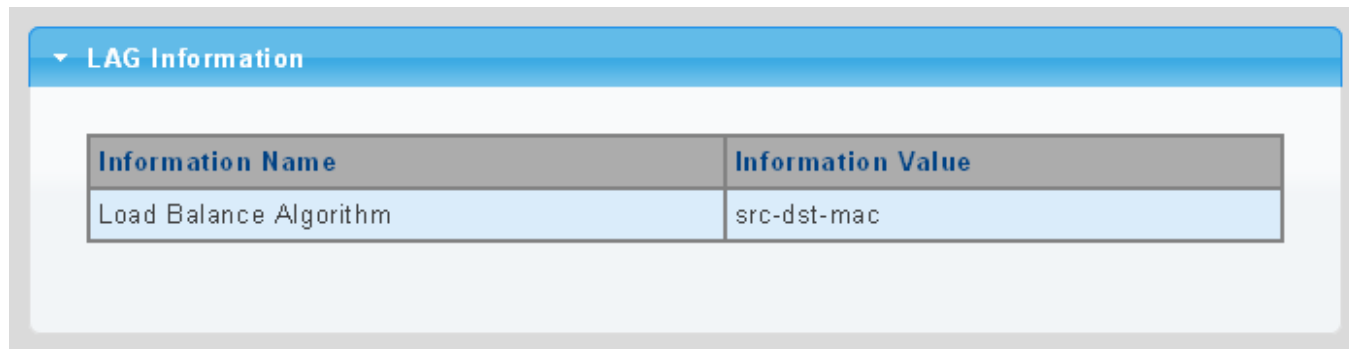 LAG Information
Information Name Information Value
Load Balance Algorithm src-dst-mac